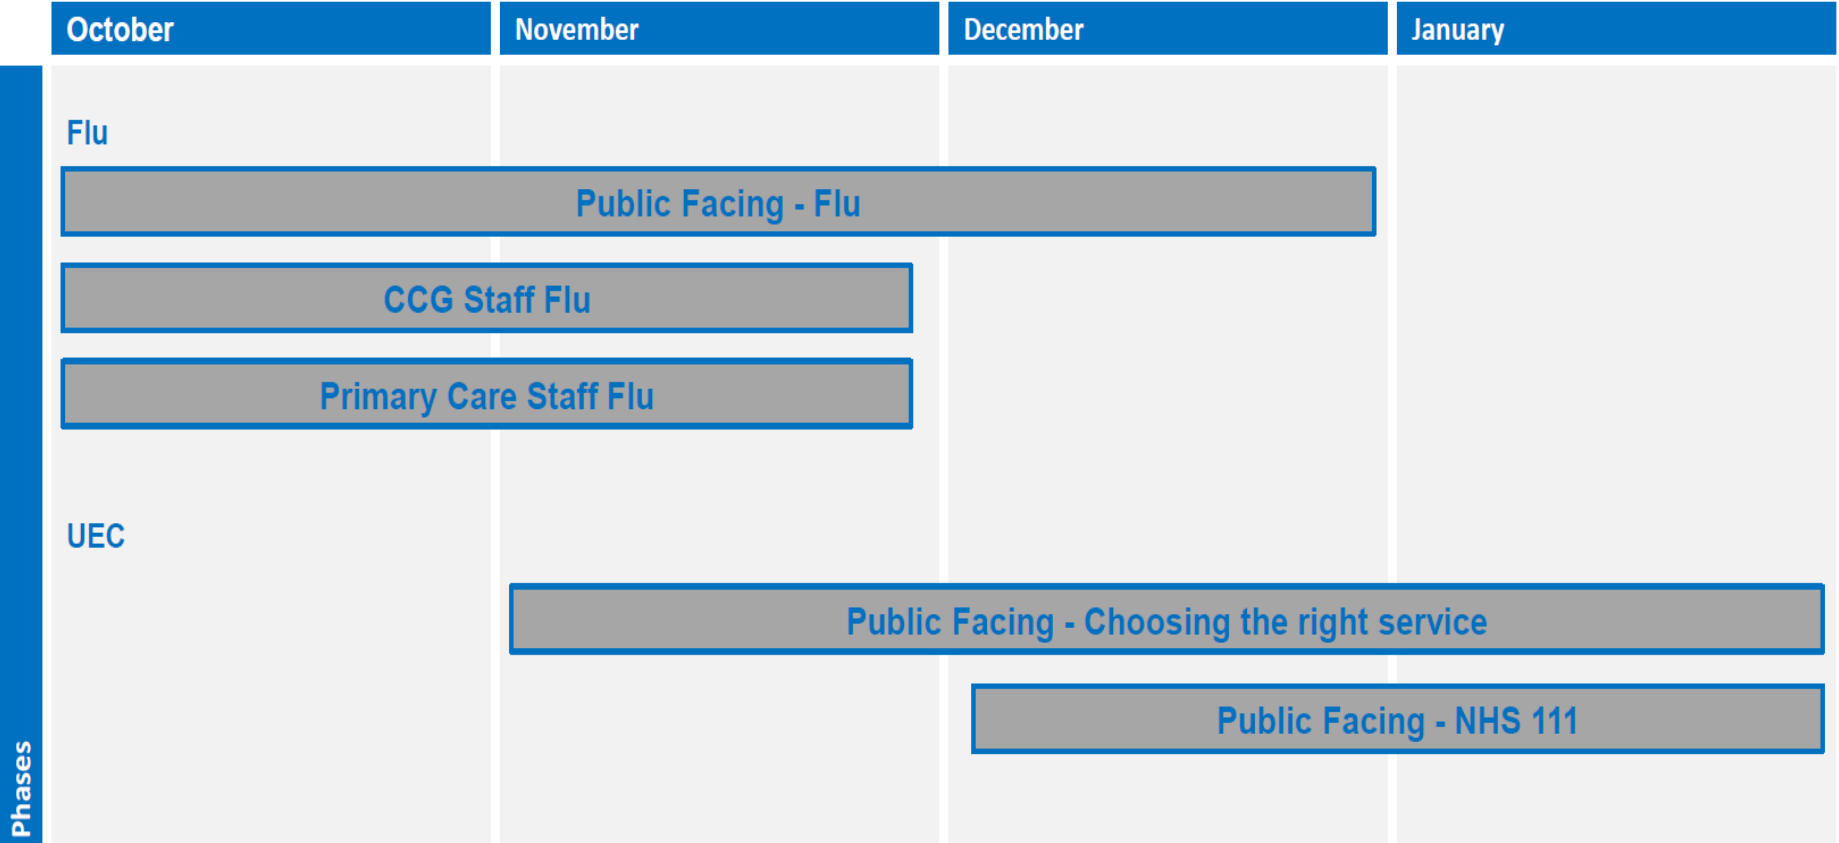 October
November
December
January
Flu
Public Facing - Flu
CCG Staff Flu
Primary Care Staff Flu
UEC
Public Facing - Choosing the right service
Public Facing - NHS 111
Phases